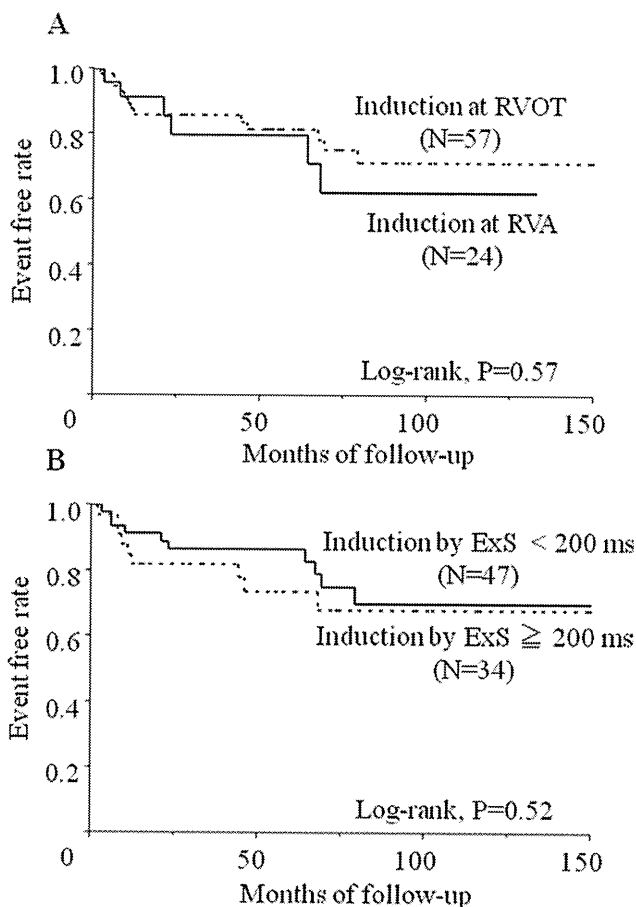 A
1.0
0.8
0.6
0.4
0.2
0
50
100
150
Event free rate
Months of follow-up
Induction at RVOT
(N=57)
Induction at RVA
(N=24)
Log-rank, P=0.57
B
1.0
0.8
0.6
0.4
0.2
0
50
100
150
Event free rate
Months of follow-up
Induction by ExS < 200 ms
(N=47)
Induction by ExS ≧ 200 ms
(N=34)
Log-rank, P=0.52